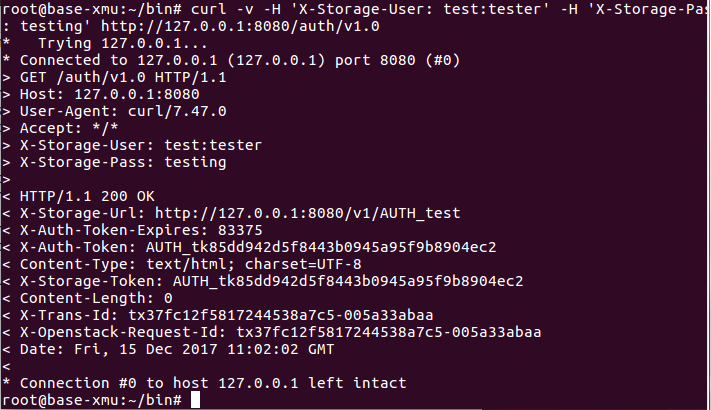 root@base-xmu:~/bin# curl -v -H 'X-Storage-User: test:tester' -H 'X-Storage-Pas
: testing' http://127.0.0.1:8080/auth/v1.0
*   Trying 127.0.0.1...
* Connected to 127.0.0.1 (127.0.0.1) port 8080 (#0)
> GET /auth/v1.0 HTTP/1.1
> Host: 127.0.0.1:8080
> User-Agent: curl/7.47.0
> Accept: */*
> X-Storage-User: test:tester
> X-Storage-Pass: testing
>
< HTTP/1.1 200 OK
< X-Storage-Url: http://127.0.0.1:8080/v1/AUTH_test
< X-Auth-Token-Expires: 83375
< X-Auth-Token: AUTH_tk85dd942d5f8443b0945a95f9b8904ec2
< Content-Type: text/html; charset=UTF-8
< X-Storage-Token: AUTH_tk85dd942d5f8443b0945a95f9b8904ec2
< Content-Length: 0
< X-Trans-Id: tx37fc12f5817244538a7c5-005a33abaa
< X-Openstack-Request-Id: tx37fc12f5817244538a7c5-005a33abaa
< Date: Fri, 15 Dec 2017 11:02:02 GMT
<
* Connection #0 to host 127.0.0.1 left intact
root@base-xmu:~/bin#